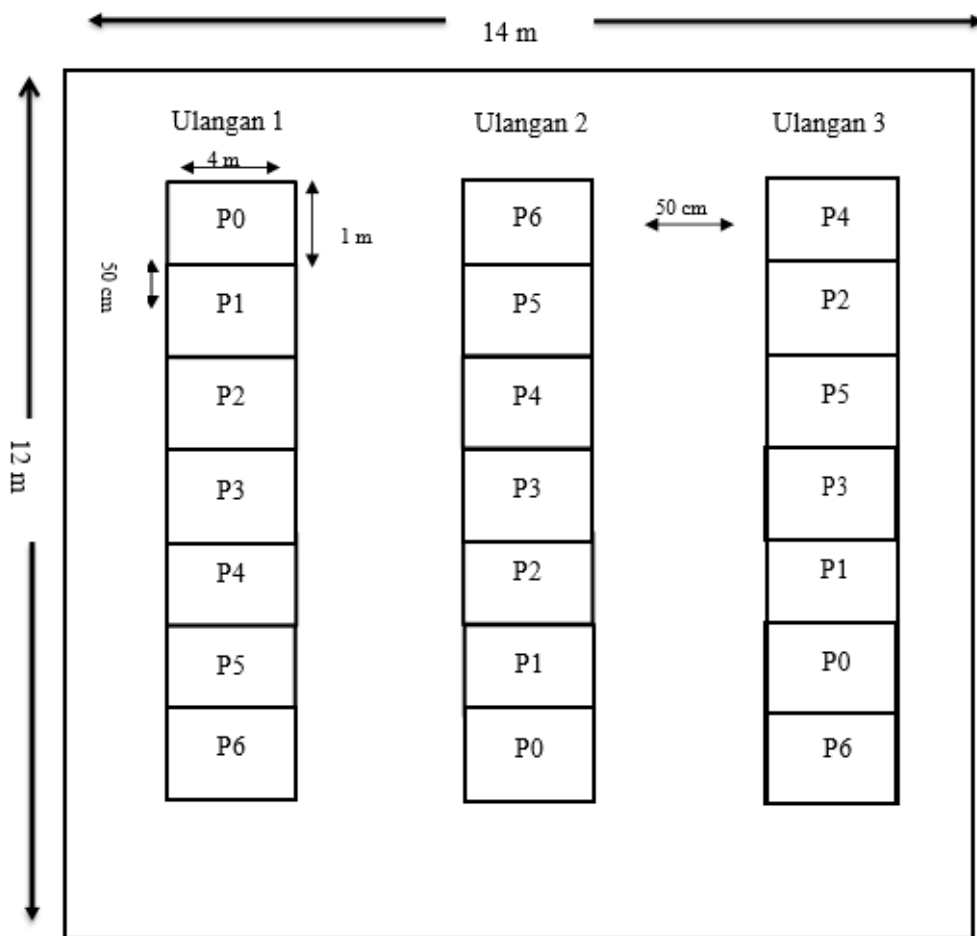 14 m
Ulangan 1
Ulangan 2
Ulangan 3
4 m
P0
1 m
50 cm
P1
P2
P3
P4
P5
P6
P6
P5
P4
P3
P2
P1
P0
50 cm
P4
P2
P5
P3
P1
P0
P6
12 m